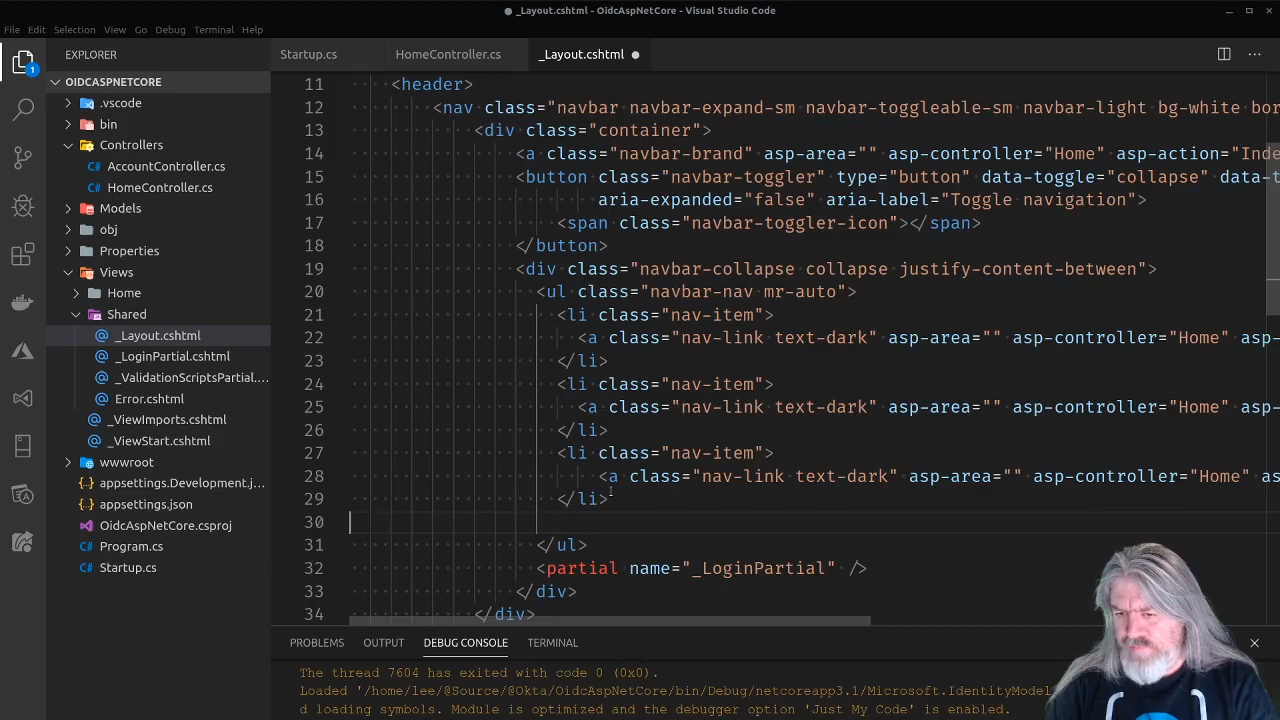 _Layout.cshtml - OidcAspNetCore - Visual Studio Code
File Edit Selection View Go Debug Terminal Help
EXPLORER
1
OIDCASPNETCORE
.vscode
bin
Controllers
AccountController.cs
HomeController.cs
Models
obj
Properties
Views
Home
Shared
_Layout.cshtml
_LoginPartial.cshtml
_ValidationScriptsPartial....
Error.cshtml
_ViewImports.cshtml
_ViewStart.cshtml
wwwroot
appsettings.Development.j...
appsettings.json
OidcAspNetCore.csproj
Program.cs
Startup.cs
Startup.cs HomeController.cs _Layout.cshtml
11 <header>
12 <nav class="navbar navbar-expand-sm navbar-toggleable-sm navbar-light bg-white bor
13 <div class="container">
14 <a class="navbar-brand" asp-area="" asp-controller="Home" asp-action="Inde
15 <button class="navbar-toggler" type="button" data-toggle="collapse" data-t
16 aria-expanded="false" aria-label="Toggle navigation">
17 <span class="navbar-toggler-icon"></span>
18 </button>
19 <div class="navbar-collapse collapse justify-content-between">
20 <ul class="navbar-nav mr-auto">
21 <li class="nav-item">
22 <a class="nav-link text-dark" asp-area="" asp-controller="Home" asp-
23 </li>
24 <li class="nav-item">
25 <a class="nav-link text-dark" asp-area="" asp-controller="Home" asp-
26 </li>
27 <li class="nav-item">
28 <a class="nav-link text-dark" asp-area="" asp-controller="Home" as
29 </li>
30
31 </ul>
32 <partial name="_LoginPartial" />
33 </div>
34 </div>
PROBLEMS OUTPUT DEBUG CONSOLE TERMINAL
The thread 7604 has exited with code 0 (0x0).
Loaded '/home/lee/@Source/@Okta/OidcAspNetCore/bin/Debug/netcoreapp3.1/Microsoft.IdentityModel
d loading symbols. Module is optimized and the debugger option 'Just My Code' is enabled.